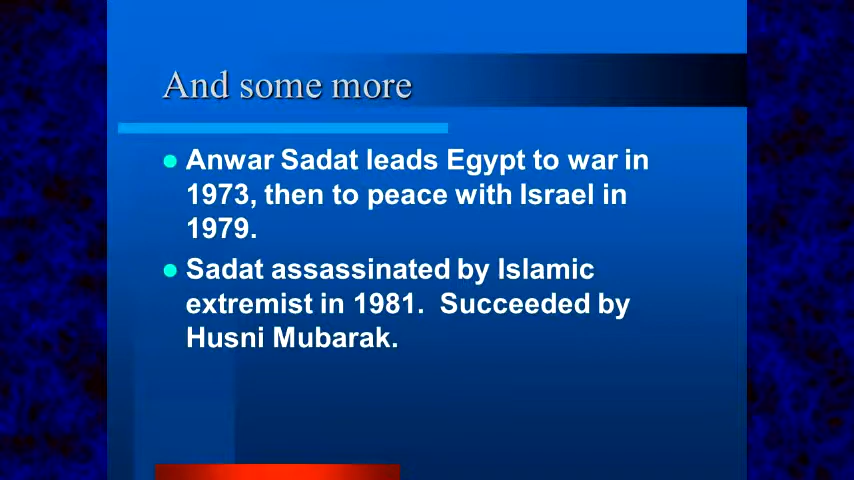 And some more
Anwar Sadat leads Egypt to war in
1973, then to peace with Israel in
1979.
Sadat assassinated by Islamic
extremist in 1981.  Succeeded by
Husni Mubarak.